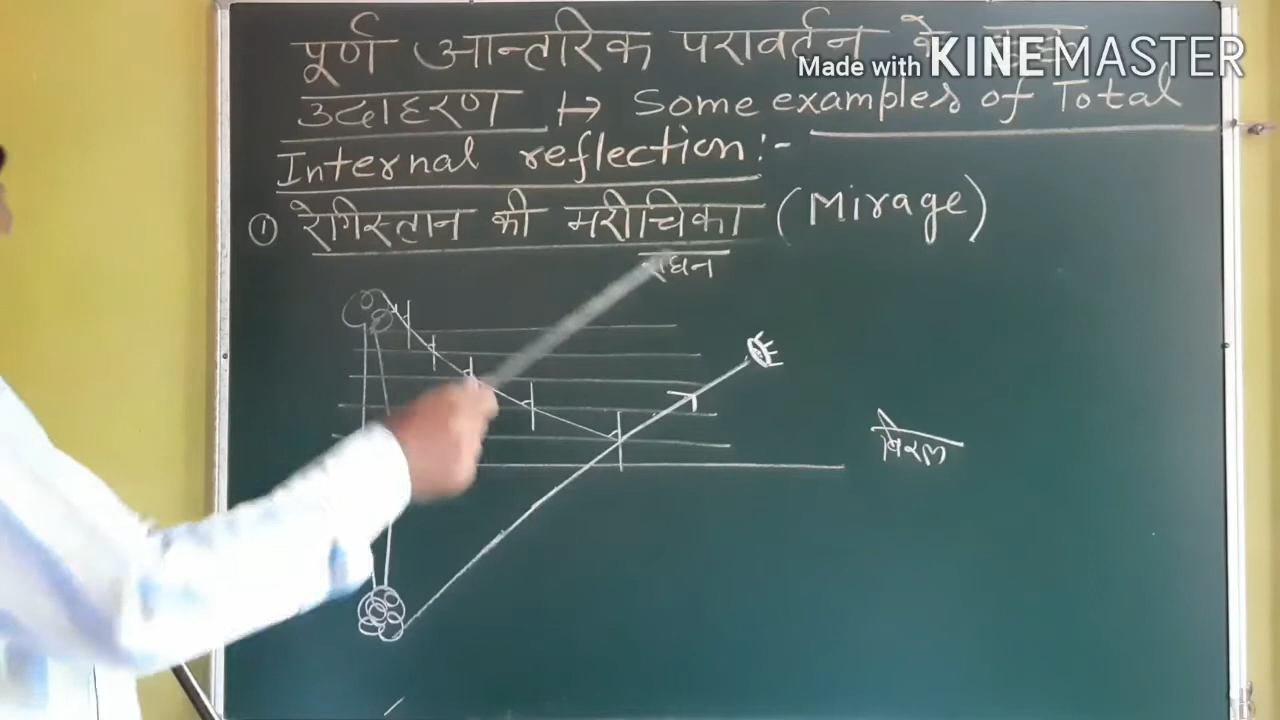 पूर्ण आन्तरिक परावर्तन के कुछ
Made with KINEMASTER
उदाहरण Some examples of Total
Internal reflection:-
① रेगिस्तान की मरीचिका (Mirage)
सघन
विरल